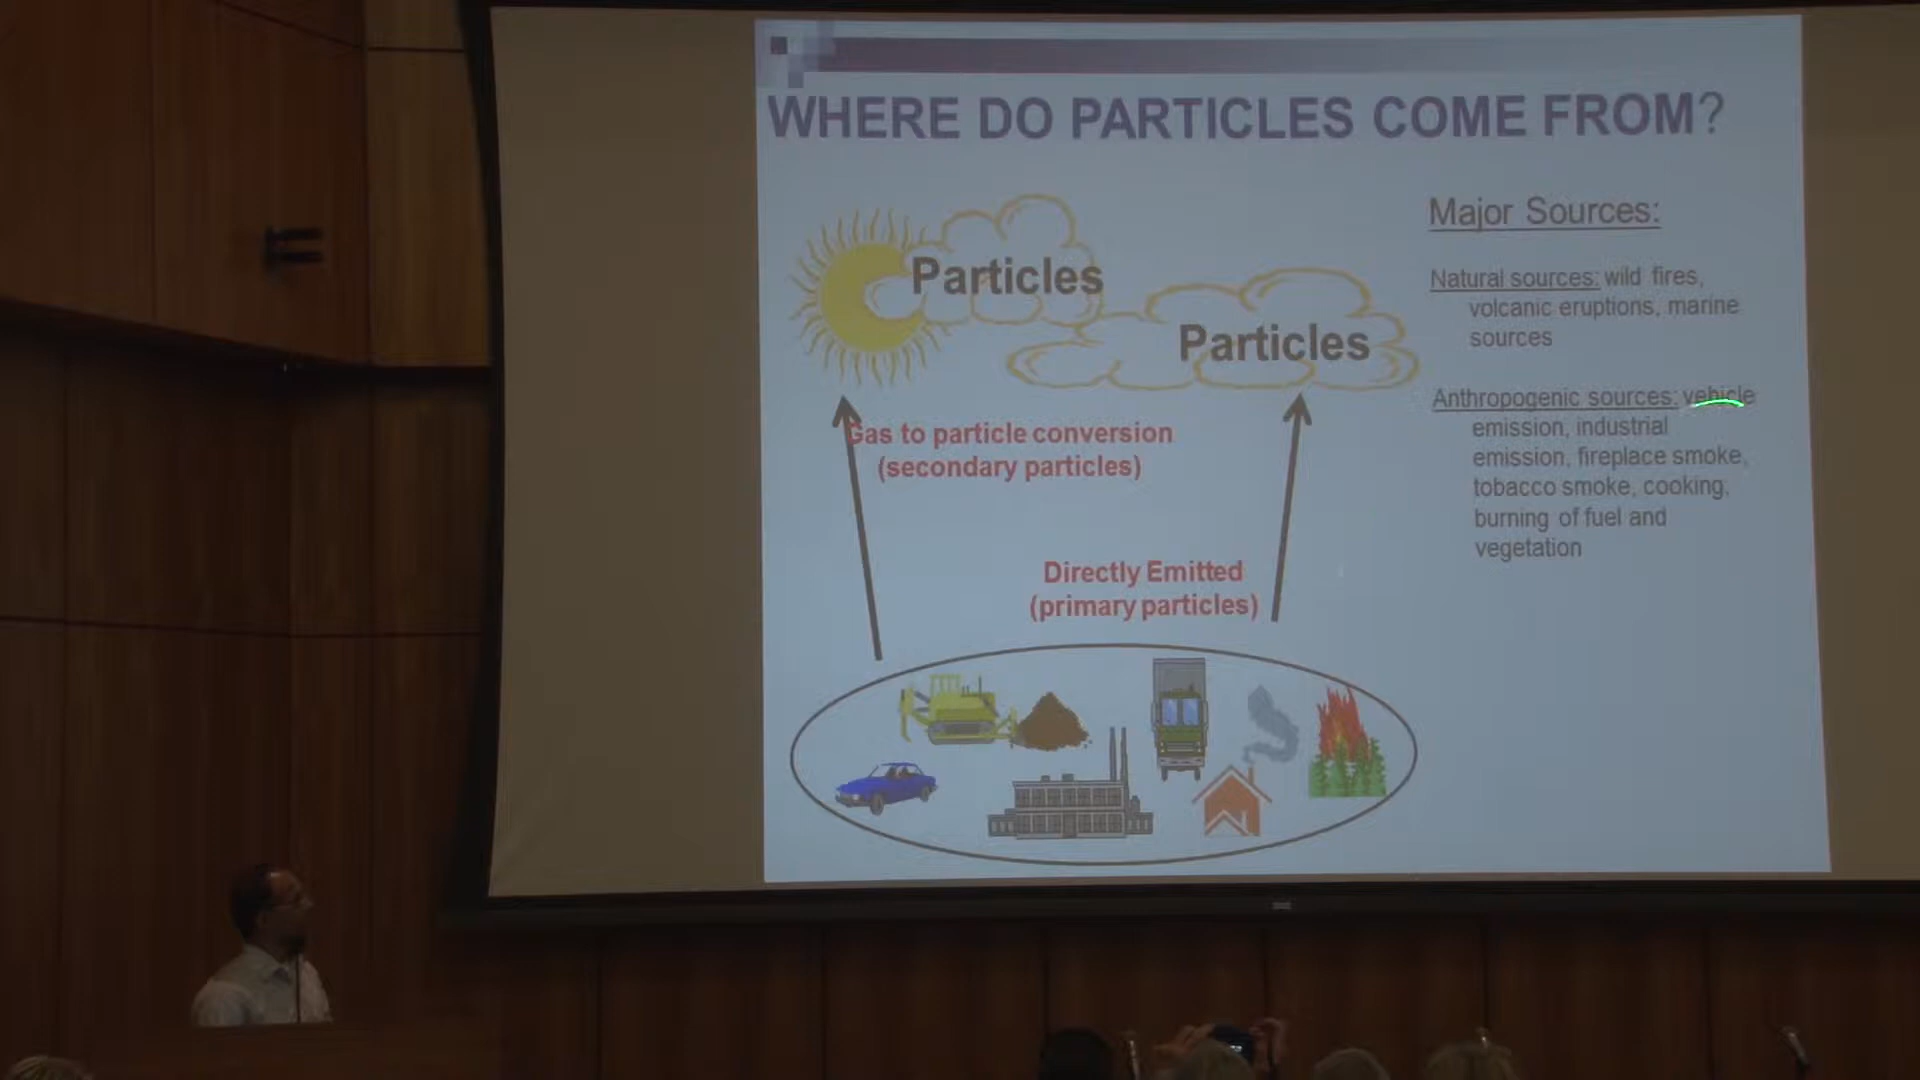 WHERE DO PARTICLES COME FROM?
Particles
Particles
Gas to particle conversion
(secondary particles)
Directly Emitted
(primary particles)
Major Sources:
Natural sources: wild fires,
volcanic eruptions, marine
sources
Anthropogenic sources: vehicle
emission, industrial
emission, fireplace smoke,
tobacco smoke, cooking,
burning of fuel and
vegetation